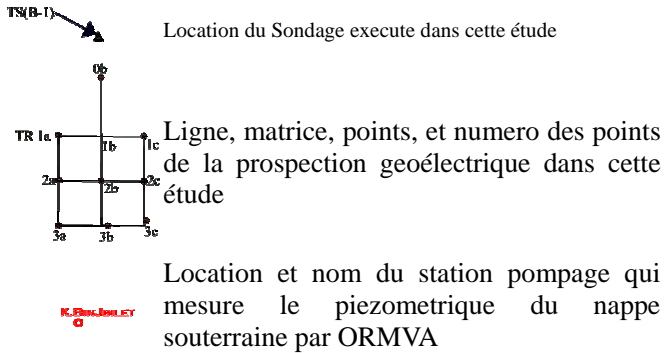 TS(B-1)
Location du Sondage execute dans cette étude
0b
TR 1a
1b
1c
Ligne, matrice, points, et numero des points
de la prospection geoélectrique dans cette
étude
2a
2b
2c
3a
3b
3c
Location et nom du station pompage qui
mesure le piezometrique du nappe
souterraine par ORMVA